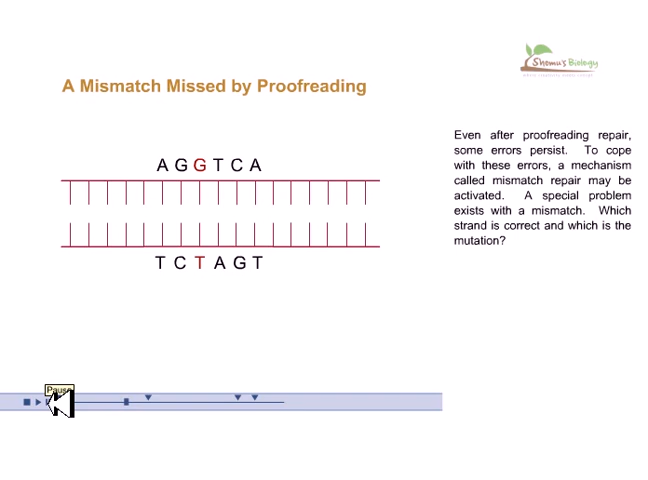 Shomu's Biology
A Mismatch Missed by Proofreading
Even after proofreading repair,
some errors persist. To cope
with these errors, a mechanism
called mismatch repair may be
activated. A special problem
exists with a mismatch. Which
strand is correct and which is the
mutation?
A G G T C A
T C T A G T
Pause